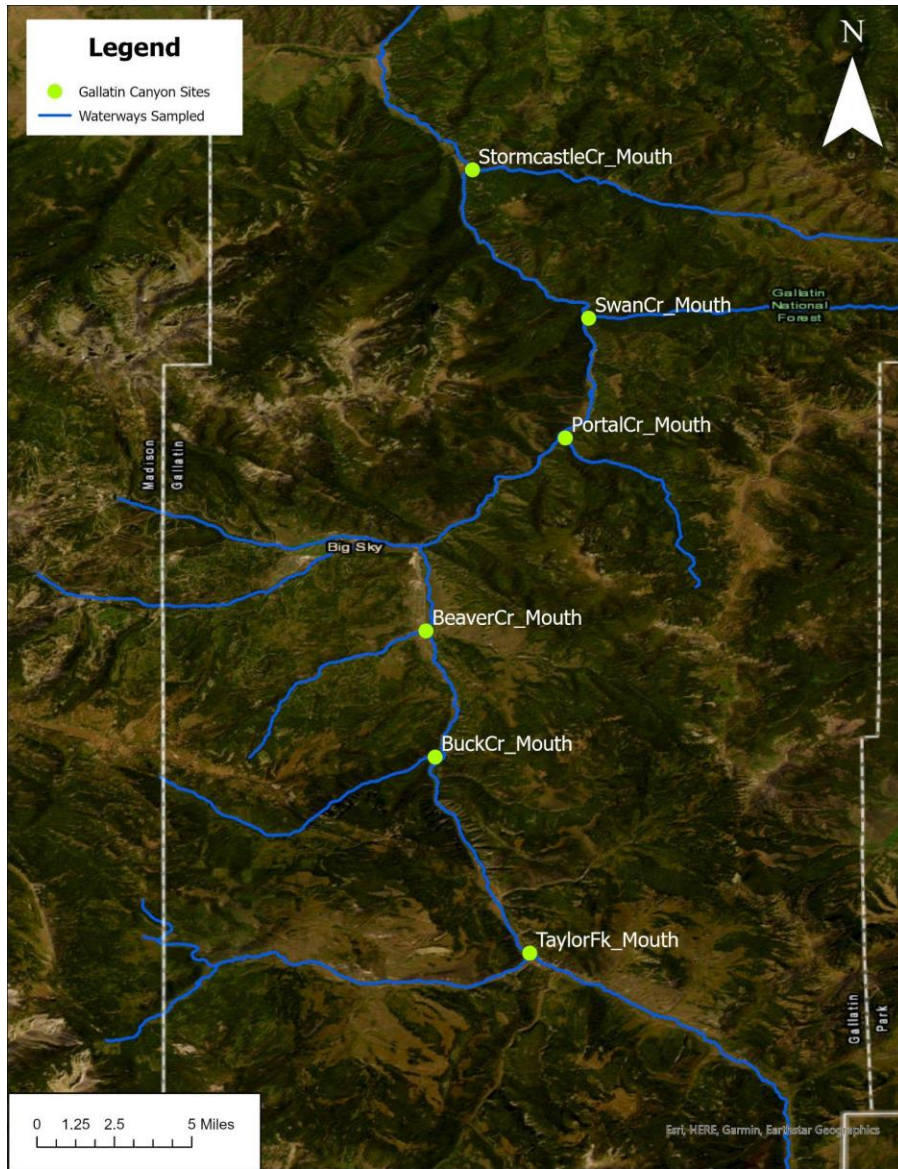 Legend
Gallatin Canyon Sites
Waterways Sampled
N
StormcastleCr_Mouth
SwanCr_Mouth
Gallatin
National
Forest
PortalCr_Mouth
Madison
Gallatin
Big Sky
BeaverCr_Mouth
BuckCr_Mouth
TaylorFk_Mouth
Gallatin
Park
0 1.25 2.5 5 Miles
Esri, HERE, Garmin, Earthstar Geographics